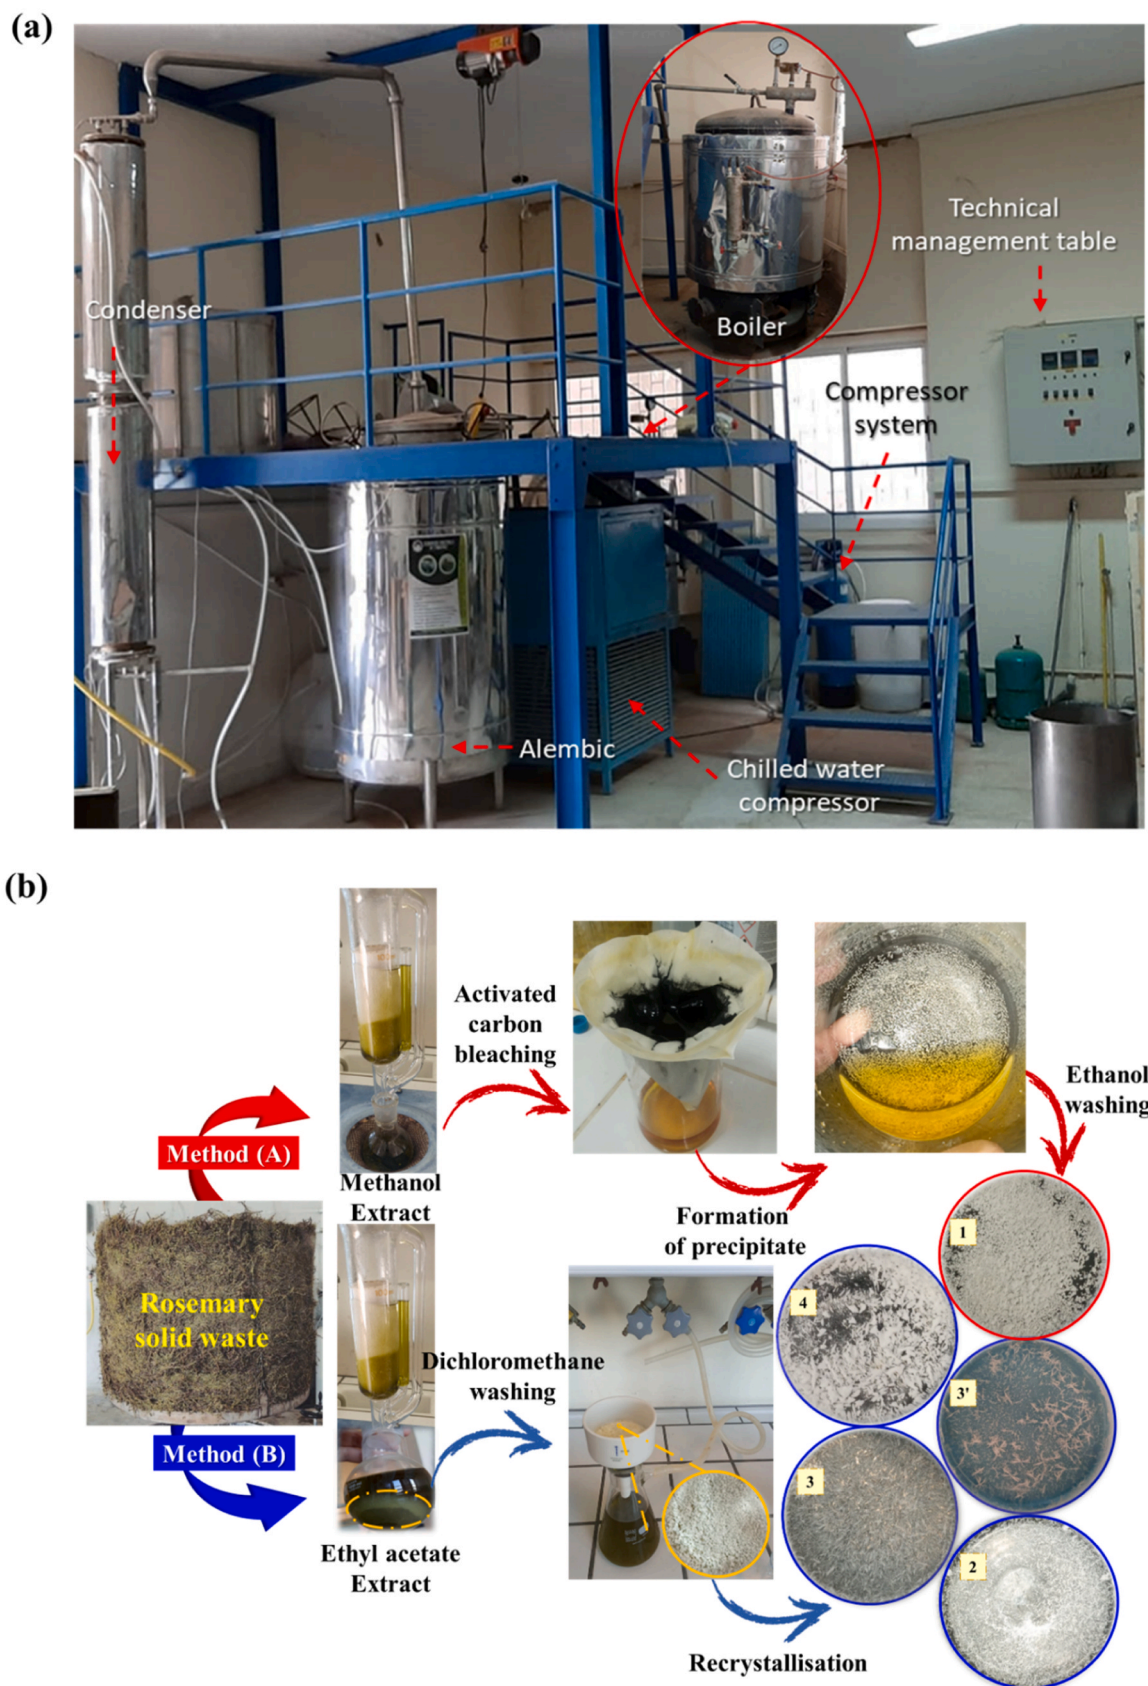 (a)
Technical
management table
Condenser
Boiler
Compressor
system
Alembic
Chilled water
compressor
(b)
Activated
carbon
bleaching
Ethanol
washing
Method (A)
Methanol
Extract
Formation
of precipitate
1
Rosemary
solid waste
4
Dichloromethane
washing
3'
Method (B)
3
Ethyl acetate
Extract
2
Recrystallisation